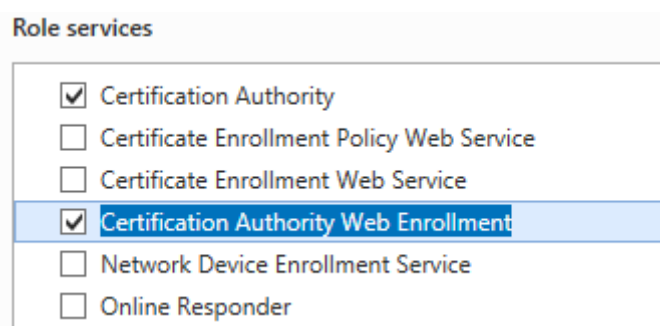 Role services
Certification Authority
Certificate Enrollment Policy Web Service
Certificate Enrollment Web Service
Certification Authority Web Enrollment
Network Device Enrollment Service
Online Responder